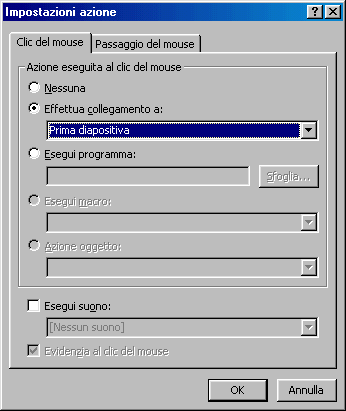 Impostazioni azione
Clic del mouse
Passaggio del mouse
Azione eseguita al clic del mouse
Nessuna
Effettua collegamento a:
Prima diapositiva
Esegui programma:
Sfoglia...
Esegui macro:
Azione oggetto:
Esegui suono:
[Nessun suono]
Evidenzia al clic del mouse
OK
Annulla